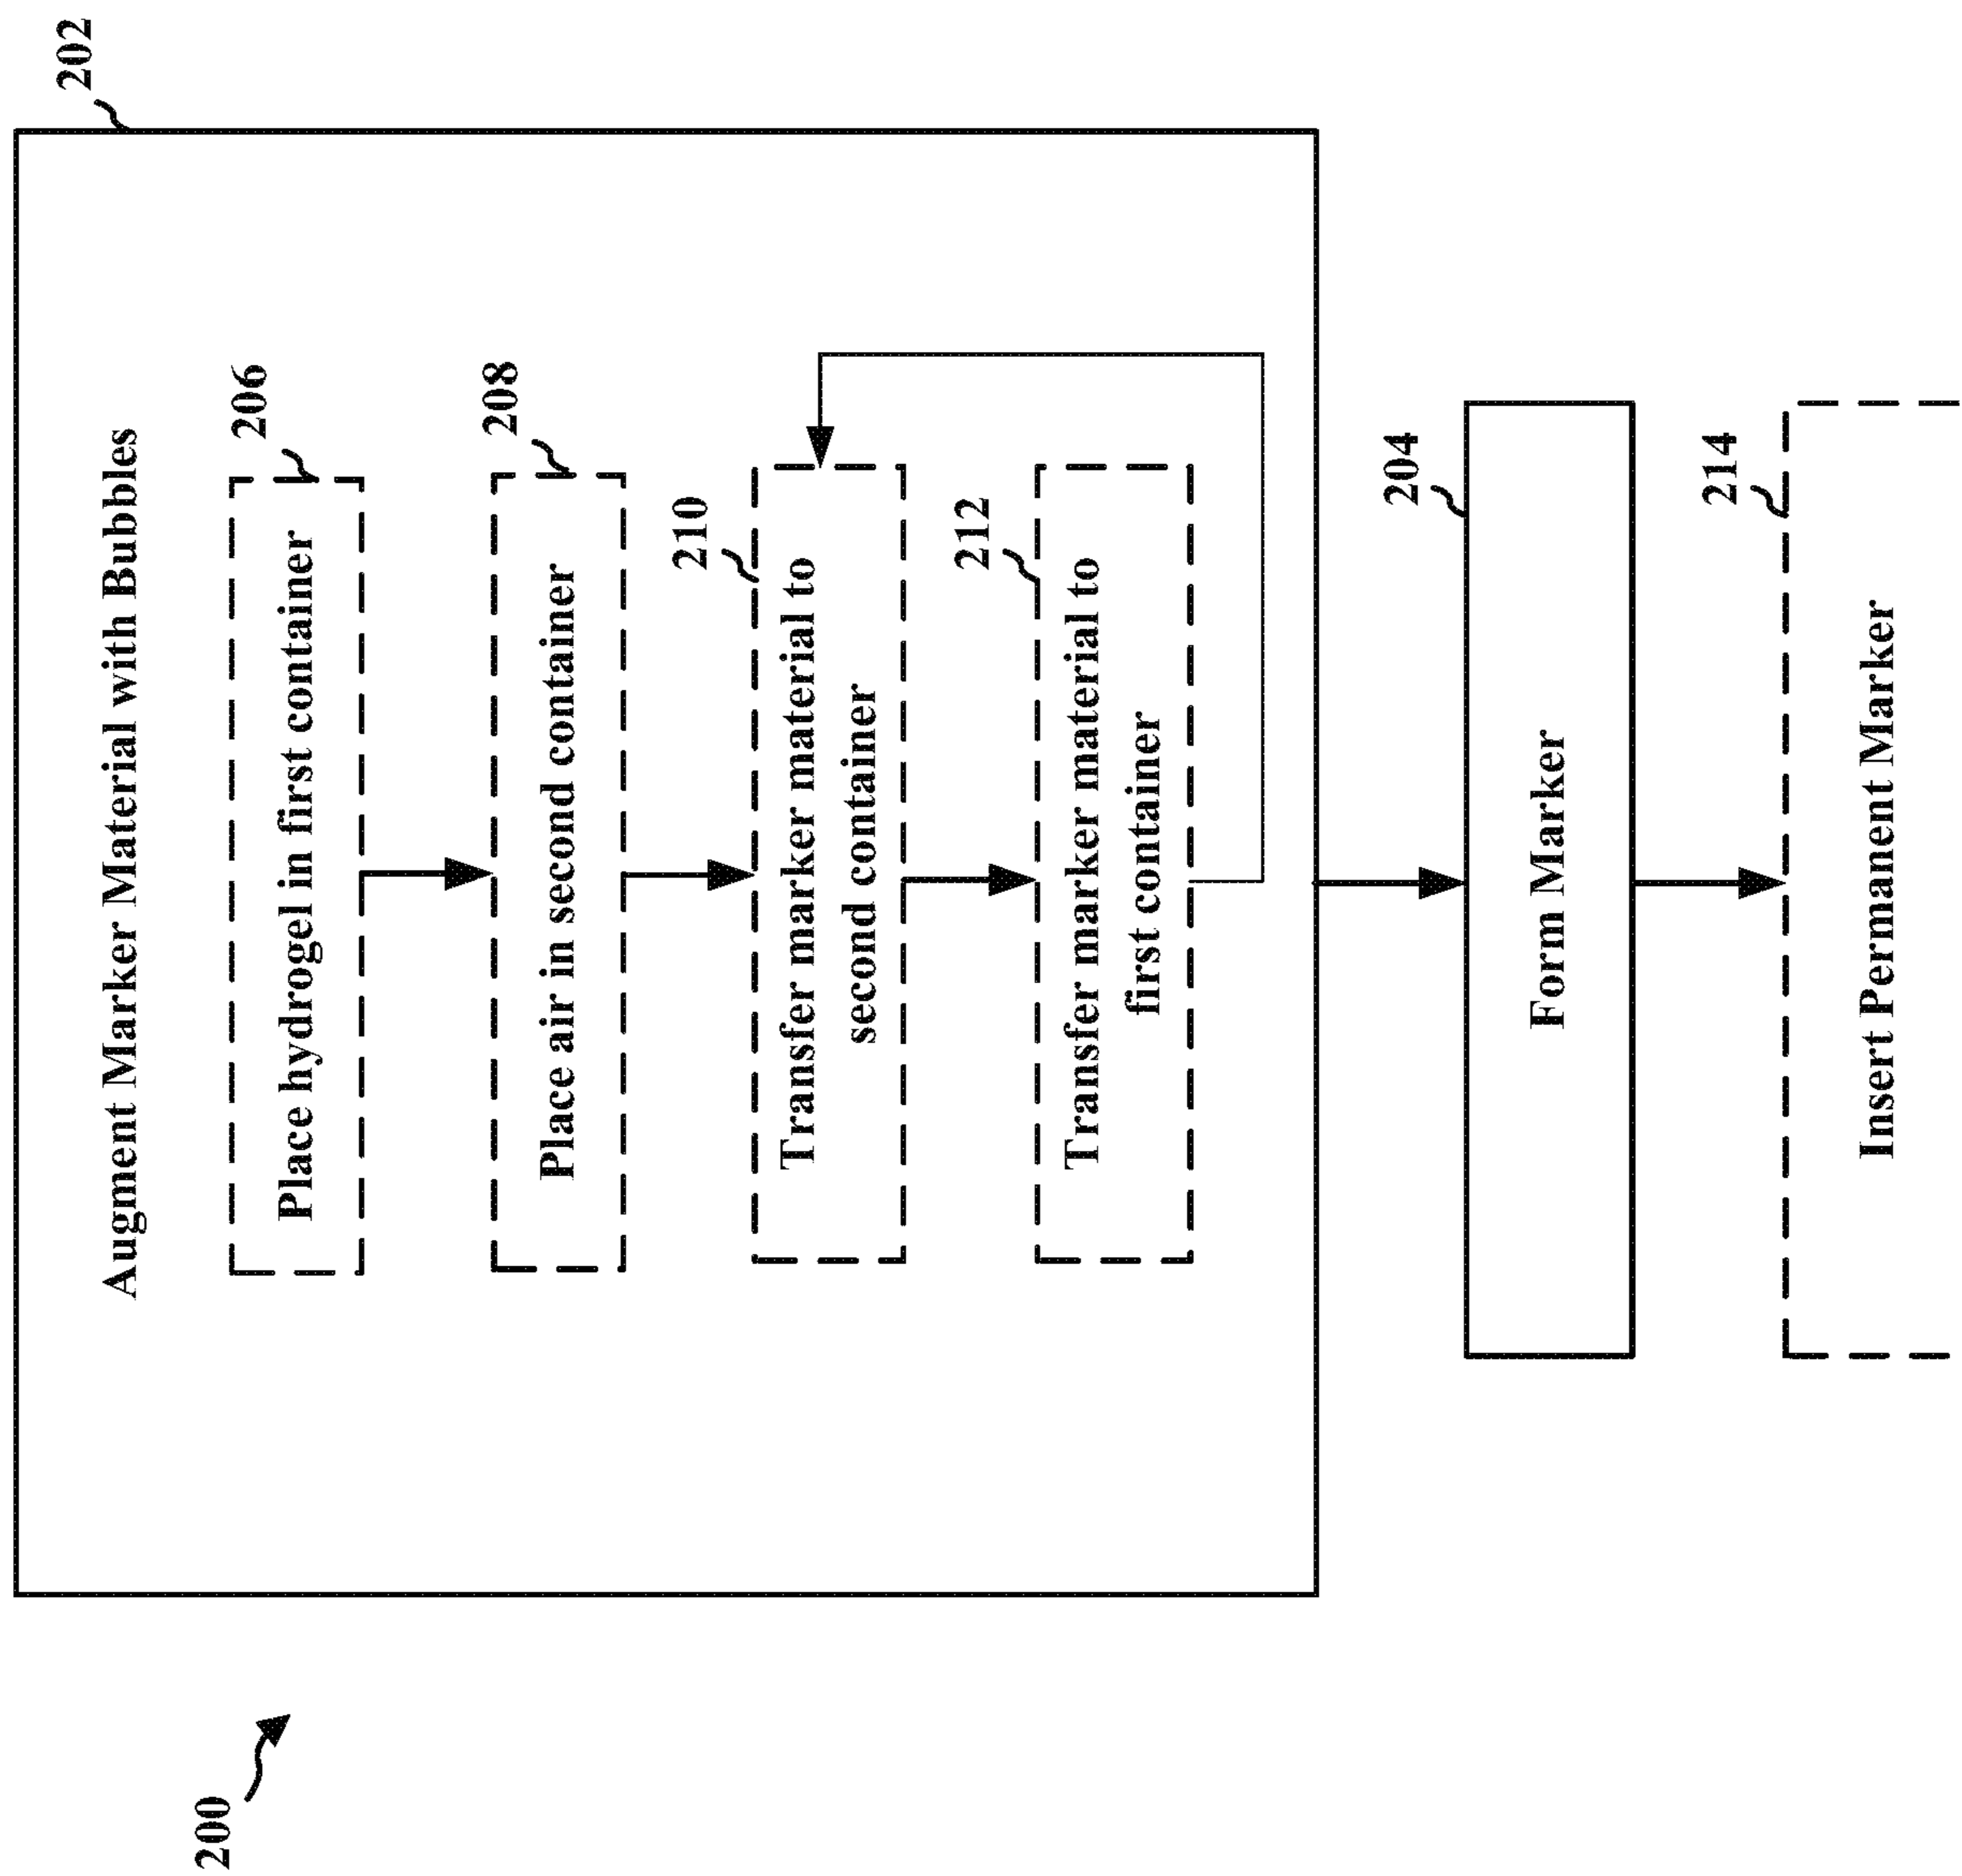 200
202
Augment Marker Material with Bubbles
206
Place hydrogel in first container
208
Place air in second container
210
Transfer marker material to
second container
212
Transfer marker material to
first container
204
Form Marker
214
Insert Permanent Marker